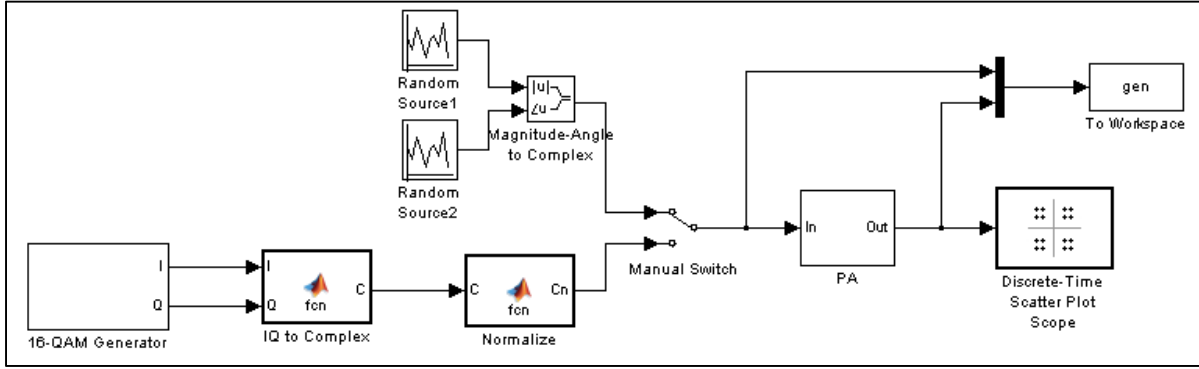 Random
Source1
|u|
∠u
Magnitude-Angle
to Complex
Random
Source2
gen
To Workspace
Manual Switch
In
Out
PA
Discrete-Time
Scatter Plot
Scope
I
Q
16-QAM Generator
I
Q
fcn
C
IQ to Complex
C
fcn
Cn
Normalize